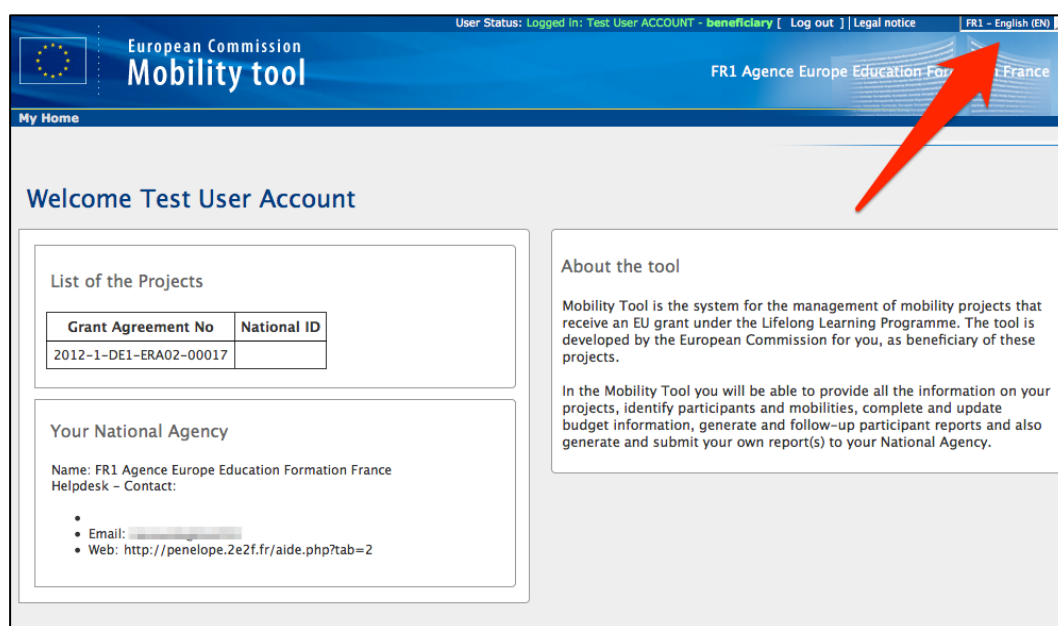 User Status: Logged in: Test User ACCOUNT - beneficiary [ Log out ] | Legal notice
FR1 - English (EN)
European Commission
Mobility tool
FR1 Agence Europe Education France
My Home
Welcome Test User Account
List of the Projects
Grant Agreement No National ID
2012-1-DE1-ERA02-00017
Your National Agency
Name: FR1 Agence Europe Education Formation France
Helpdesk - Contact:
Email:
Web: http://penelope.2e2f.fr/aide.php?tab=2
About the tool
Mobility Tool is the system for the management of mobility projects that
receive an EU grant under the Lifelong Learning Programme. The tool is
developed by the European Commission for you, as beneficiary of these
projects.
In the Mobility Tool you will be able to provide all the information on your
projects, identify participants and mobilities, complete and update
budget information, generate and follow-up participant reports and also
generate and submit your own report(s) to your National Agency.